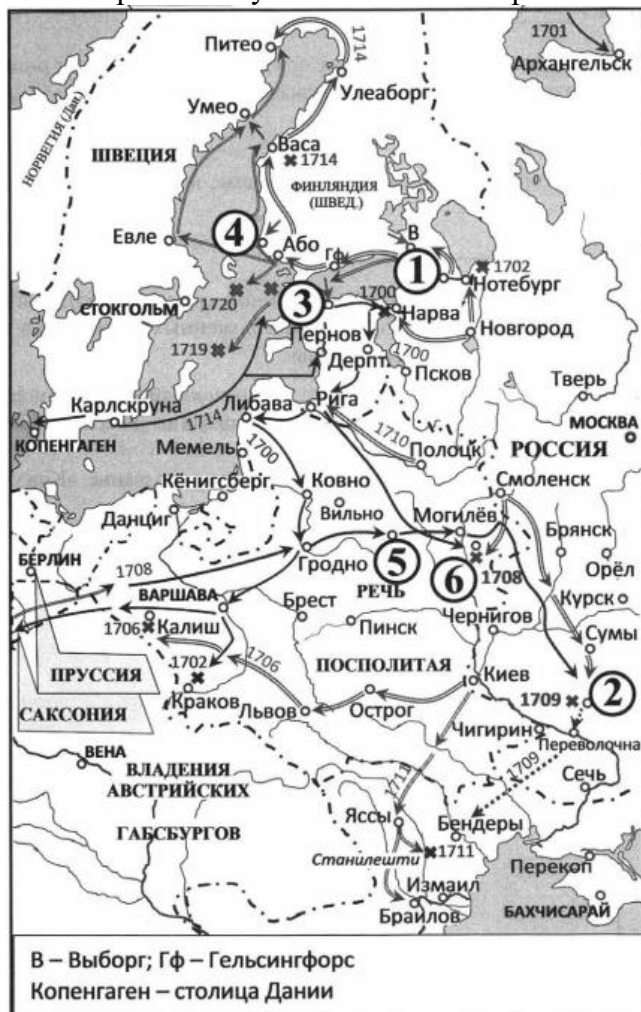 Питео
1714
1701
Архангельск
Улеаборг
Умео
НОРВЕГИЯ (Дан.)
ШВЕЦИЯ
Васа
1714
ФИНЛЯНДИЯ
(ШВЕД.)
В
Евле
4
Або
Гф
1
1702
Нотебург
СТОКГОЛЬМ
1720
3
1700
Нарва
Новгород
1719
Пернов
Дерпт
1700
Псков
Тверь
Карлскруна
1714
Либава
Рига
МОСКВА
КОПЕНГАГЕН
1710
Мемель
1700
Полоцк
РОССИЯ
Кёнигсберг
Ковно
Смоленск
Данциг
Вильно
Могилёв
Брянск
БЕРЛИН
1708
Гродно
5
6
1708
Орёл
РЕЧЬ
ВАРШАВА
Брест
Чернигов
Курск
1706
Калиш
Пинск
Сумы
ПРУССИЯ
1702
1706
ПОСПОЛИТАЯ
САКСОНИЯ
Краков
Киев
1709
2
Львов
Острог
Чигирин
Переволочна
ВЕНА
1709
ВЛАДЕНИЯ
АВСТРИЙСКИХ
1711
Сечь
ГАБСБУРГОВ
Яссы
Бендеры
Станилешти
1711
Перекоп
Измаил
Браилов
БАХЧИСАРАЙ
В – Выборг; Гф – Гельсингфорс
Копенгаген – столица Дании